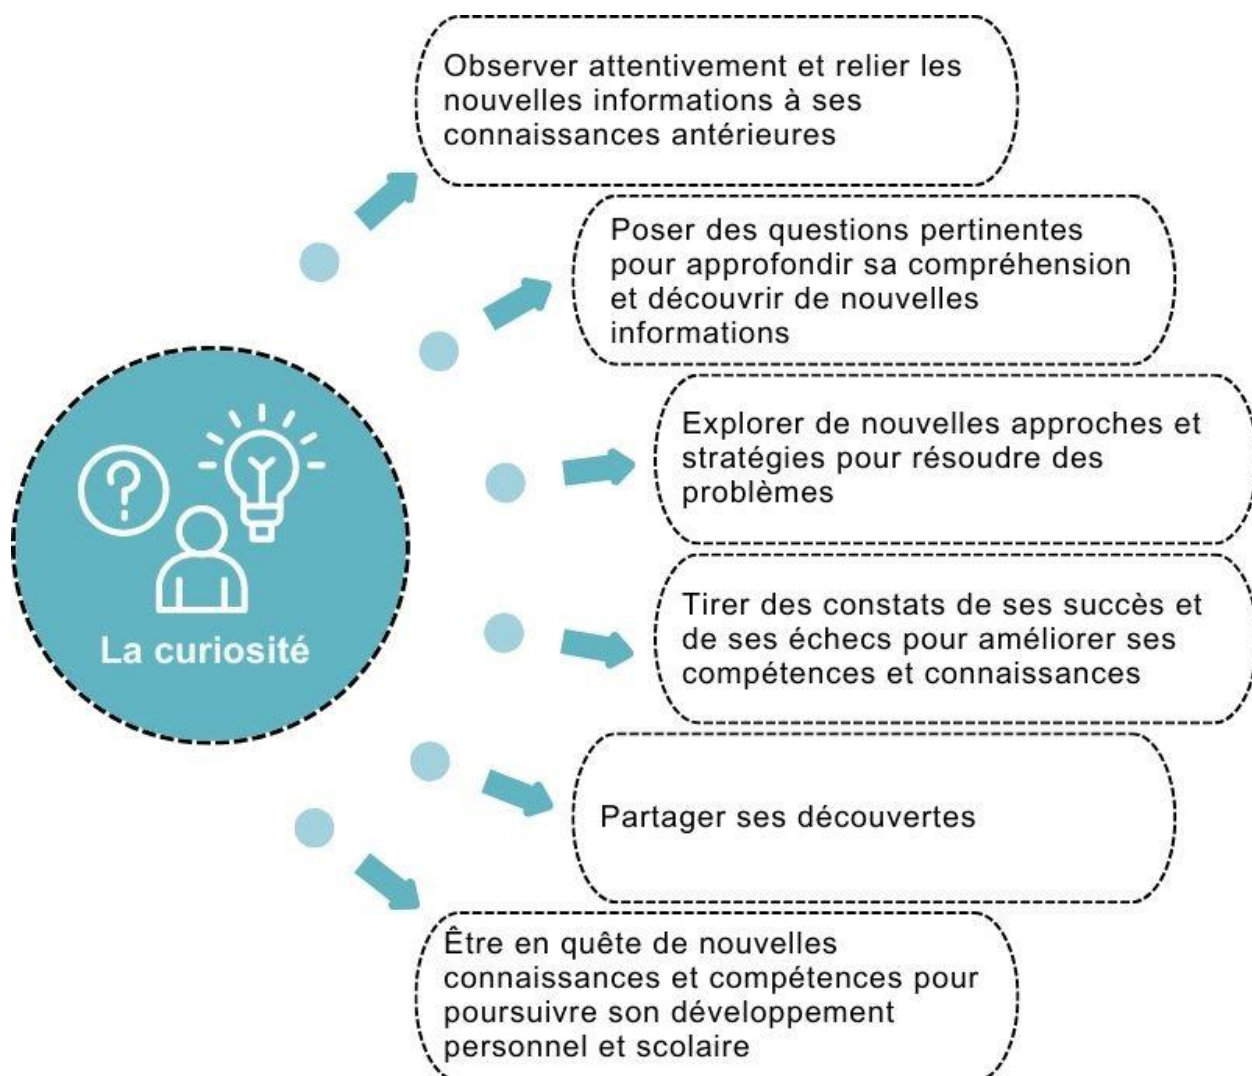 Observer attentivement et relier les
nouvelles informations à ses
connaissances antérieures
Poser des questions pertinentes
pour approfondir sa compréhension
et découvrir de nouvelles
informations
Explorer de nouvelles approches et
stratégies pour résoudre des
problèmes
?
La curiosité
Tirer des constats de ses succès et
de ses échecs pour améliorer ses
compétences et connaissances
Partager ses découvertes
Être en quête de nouvelles
connaissances et compétences pour
poursuivre son développement
personnel et scolaire